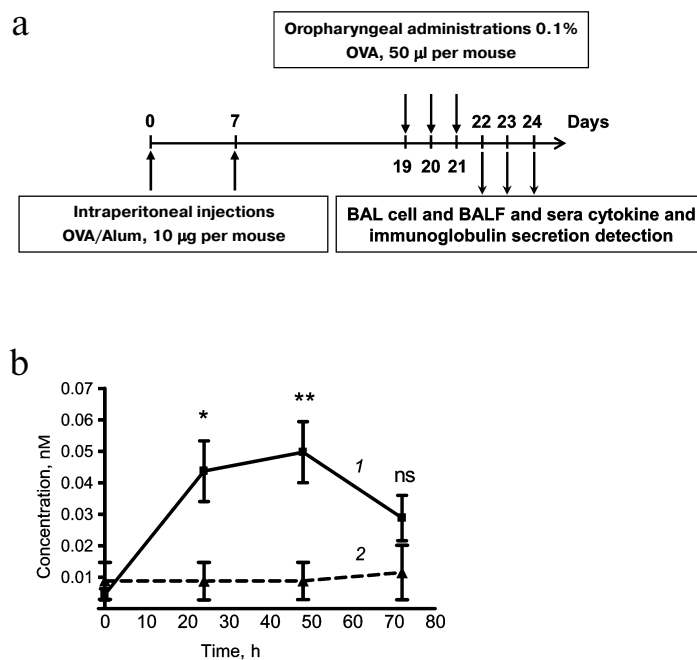 a
Oropharyngeal administrations 0.1%
OVA, 50 µl per mouse
0 7 22 23 24 Days
19 20 21
Intraperitoneal injections
OVA/Alum, 10 µg per mouse
BAL cell and BALF and sera cytokine and
immunoglobulin secretion detection
b
Concentration, nM
0.07
0.06
0.05
0.04
0.03
0.02
0.01
* ** ns
1
2
0 10 20 30 40 50 60 70 80
Time, h